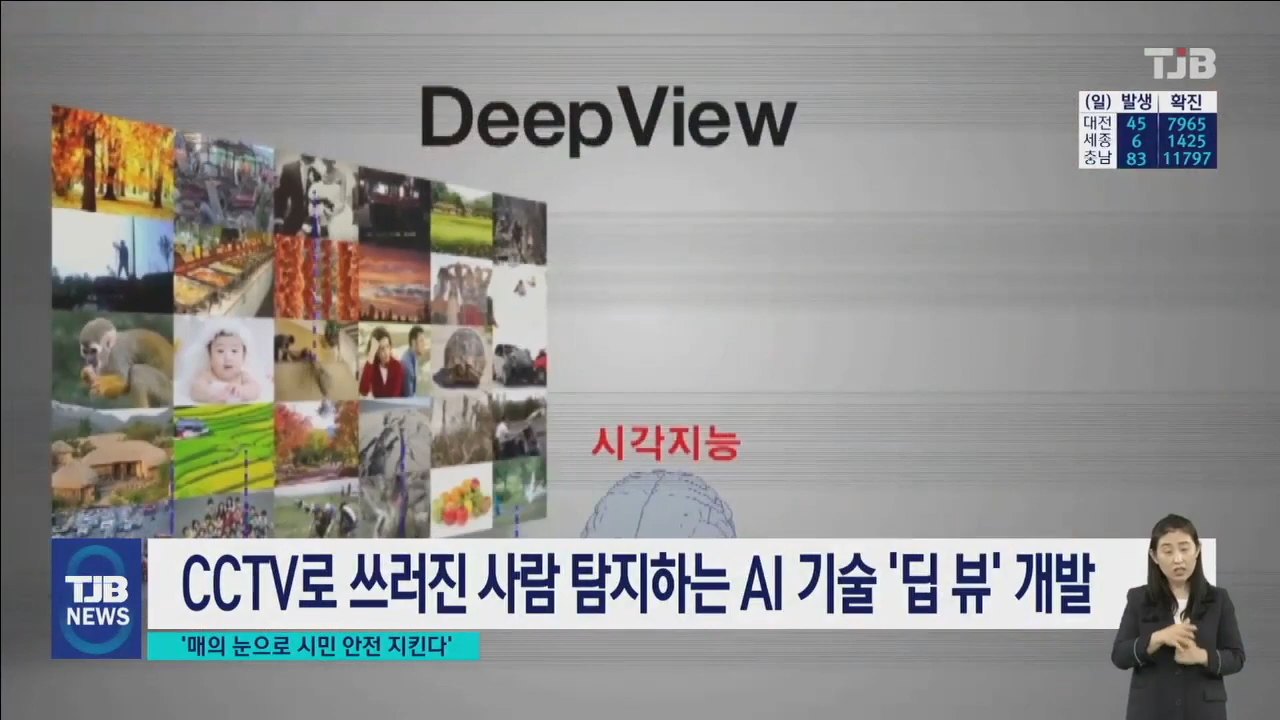 TJB
DeepView
(일) 발생 확진
대전 45 7965
세종 6 1425
충남 83 11797
시각지능
TJB
NEWS
CCTV로 쓰러진 사람 탐지하는 AI 기술 '딥 뷰' 개발
'매의 눈으로 시민 안전 지킨다'